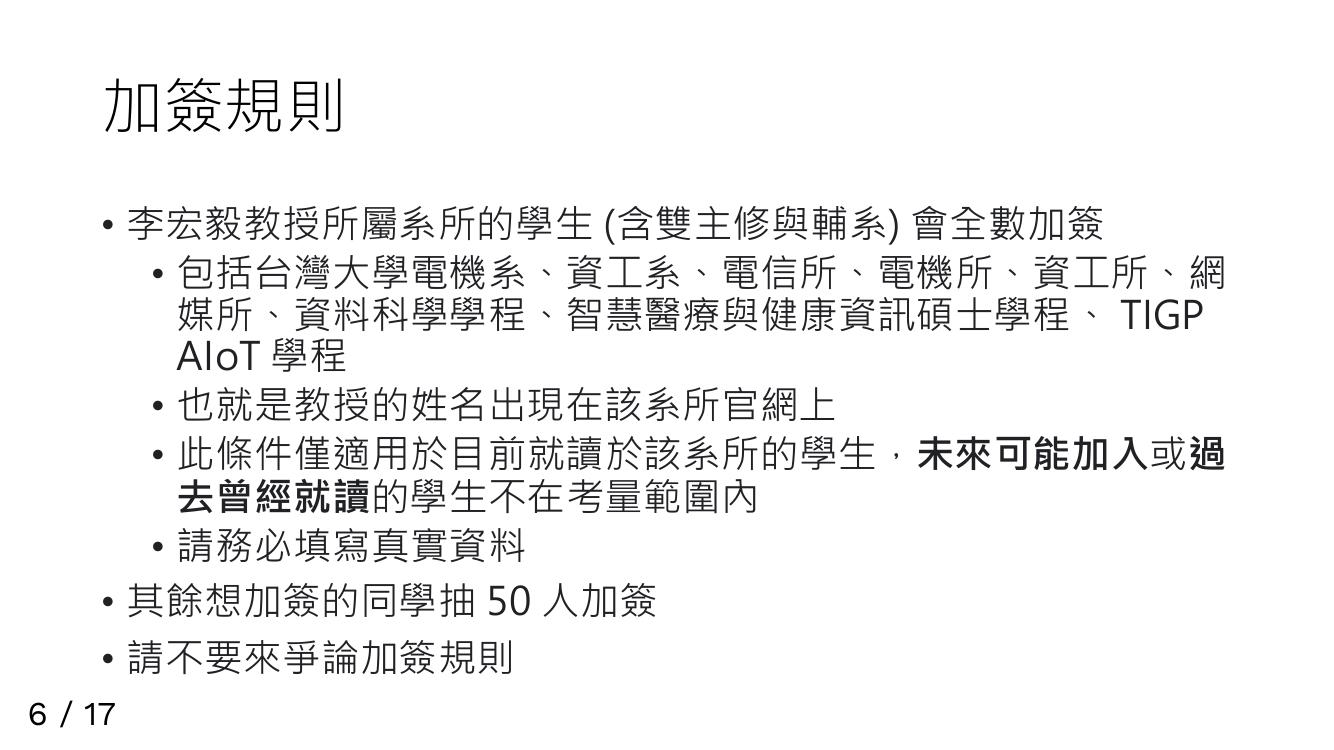 加簽規則
• 李宏毅教授所屬系所的學生 (含雙主修與輔系) 會全數加簽
• 包括台灣大學電機系、資工系、電信所、電機所、資工所、網
媒所、資料科學學程、智慧醫療與健康資訊碩士學程、 TIGP
AIoT 學程
• 也就是教授的姓名出現在該系所官網上
• 此條件僅適用於目前就讀於該系所的學生，未來可能加入或過
去曾經就讀的學生不在考量範圍內
• 請務必填寫真實資料
• 其餘想加簽的同學抽 50 人加簽
• 請不要來爭論加簽規則
6 / 17